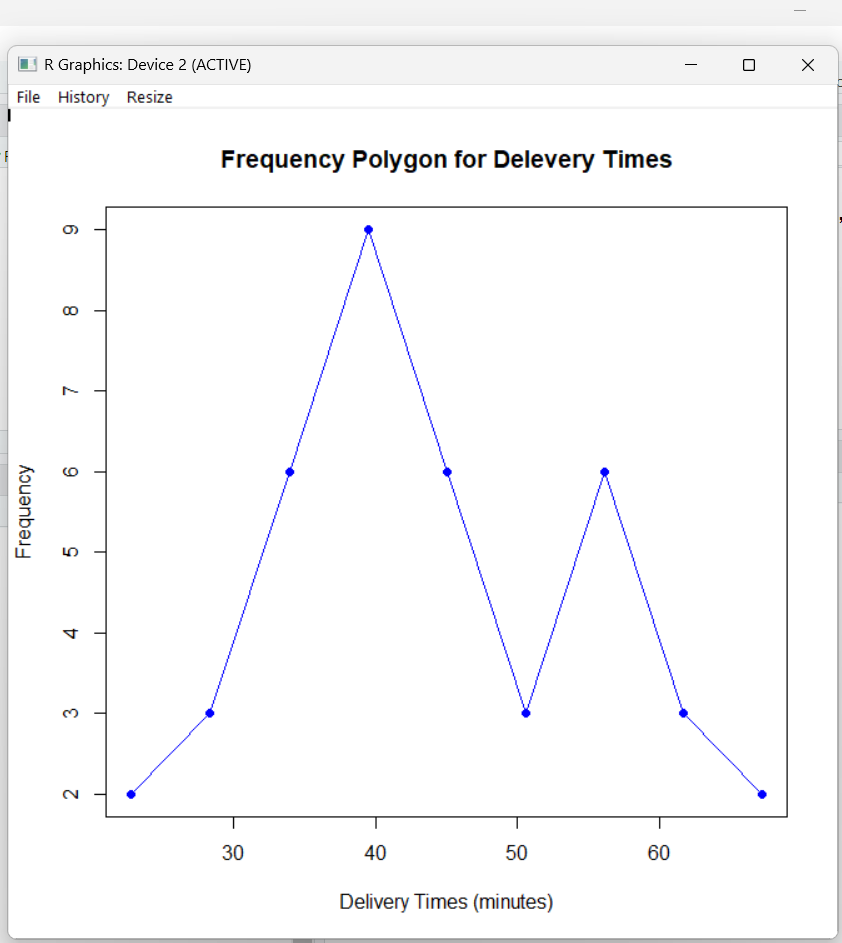 R Graphics: Device 2 (ACTIVE)
File History Resize
Frequency Polygon for Delevery Times
9
8
7
6
5
4
3
2
Frequency
30 40 50 60
Delivery Times (minutes)